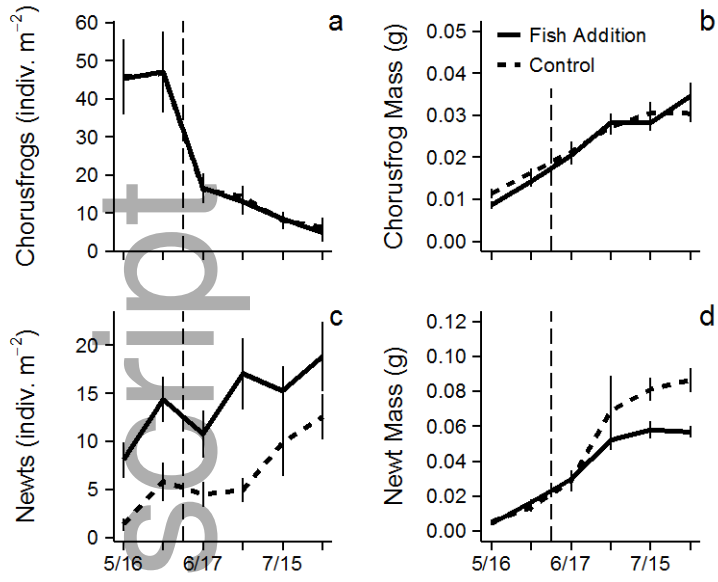 a
60
50
40
30
20
10
0
Chorusfrogs (indiv. m⁻²)
b
Fish Addition
Control
0.05
0.04
0.03
0.02
0.01
0.00
Chorusfrog Mass (g)
c
20
15
10
5
0
Newts (indiv. m⁻²)
5/16
6/17
7/15
d
0.12
0.10
0.08
0.06
0.04
0.02
0.00
Newt Mass (g)
5/16
6/17
7/15
script